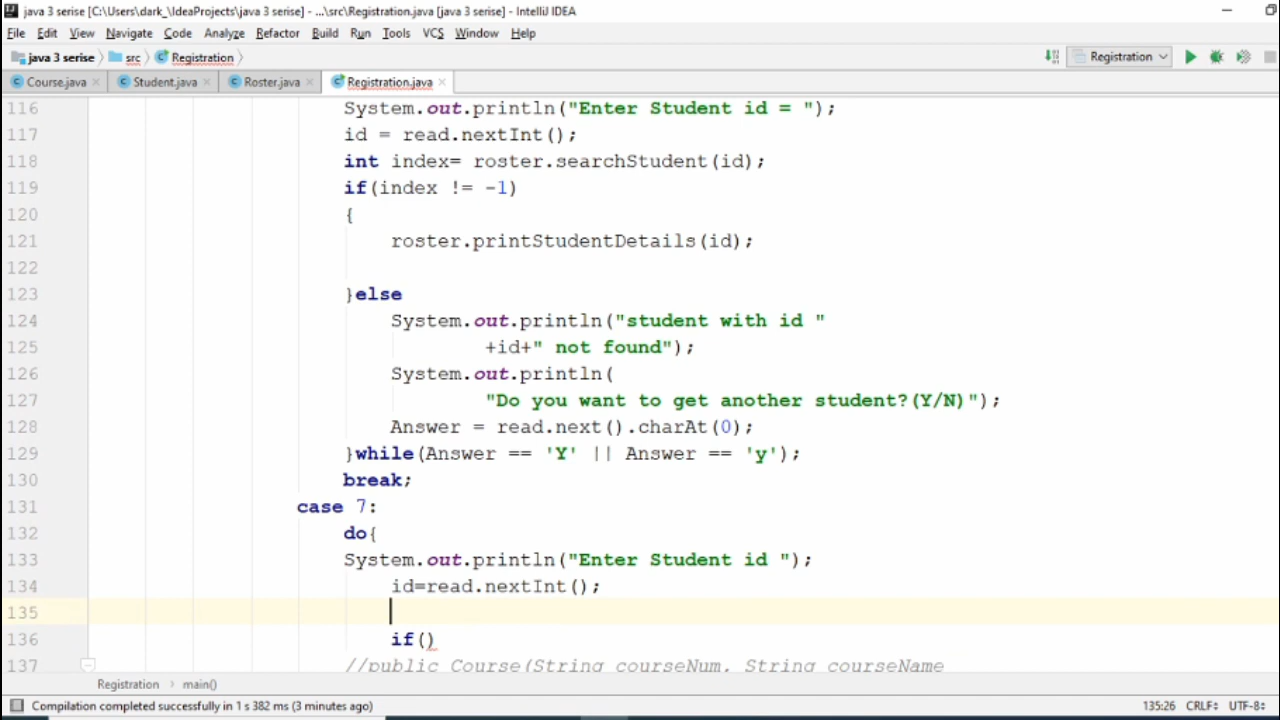 java 3 serise [C:\Users\dark_\IdeaProjects\java 3 serise] - ...\src\Registration.java [java 3 serise] - IntelliJ IDEA
File Edit View Navigate Code Analyze Refactor Build Run Tools VCS Window Help
java 3 serise src Registration Registration
Course.java Student.java Roster.java Registration.java
116 System.out.println("Enter Student id = ");
117 id = read.nextInt();
118 int index= roster.searchStudent(id);
119 if(index != -1)
120 {
121 roster.printStudentDetails(id);
122
123 }else
124 System.out.println("student with id "
125 +id+" not found");
126 System.out.println(
127 "Do you want to get another student?(Y/N)");
128 Answer = read.next().charAt(0);
129 }while(Answer == 'Y' || Answer == 'y');
130 break;
131 case 7:
132 do{
133 System.out.println("Enter Student id ");
134 id=read.nextInt();
135
136 if()
137 //public Course(String courseNum, String courseName
Registration main()
Compilation completed successfully in 1 s 382 ms (3 minutes ago) 135:26 CRLF UTF-8